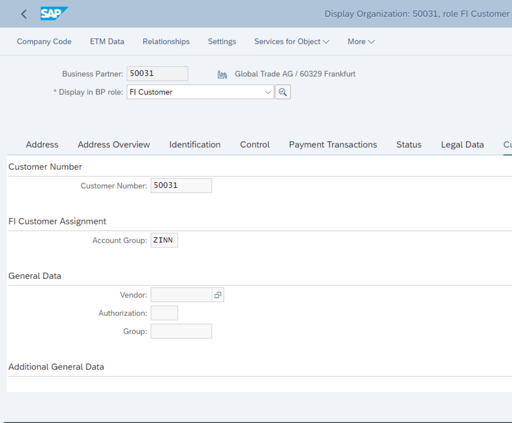 SAP
Display Organization: 50031, role FI Customer
Company Code ETM Data Relationships Settings Services for Object More
Business Partner: 50031 Global Trade AG / 60329 Frankfurt
* Display in BP role: FI Customer
Address Address Overview Identification Control Payment Transactions Status Legal Data
Customer Number
Customer Number: 50031
FI Customer Assignment
Account Group: ZINN
General Data
Vendor:
Authorization:
Group:
Additional General Data